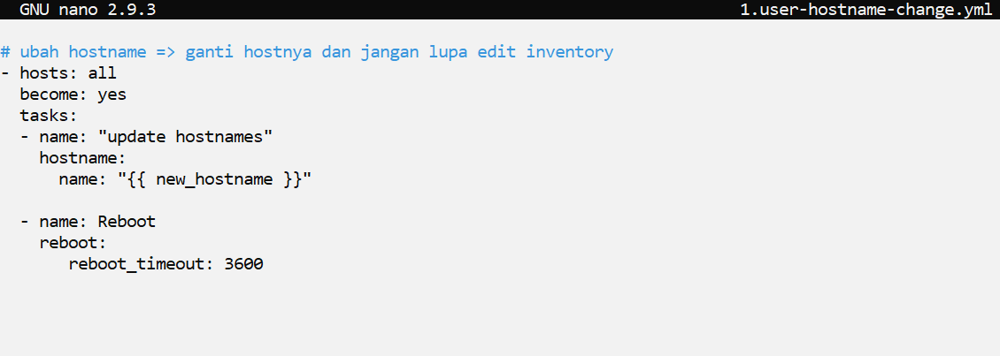 GNU nano 2.9.3 1.user-hostname-change.yml
# ubah hostname => ganti hostnya dan jangan lupa edit inventory
- hosts: all
  become: yes
  tasks:
  - name: "update hostnames"
    hostname:
      name: "{{ new_hostname }}"
  - name: Reboot
    reboot:
       reboot_timeout: 3600